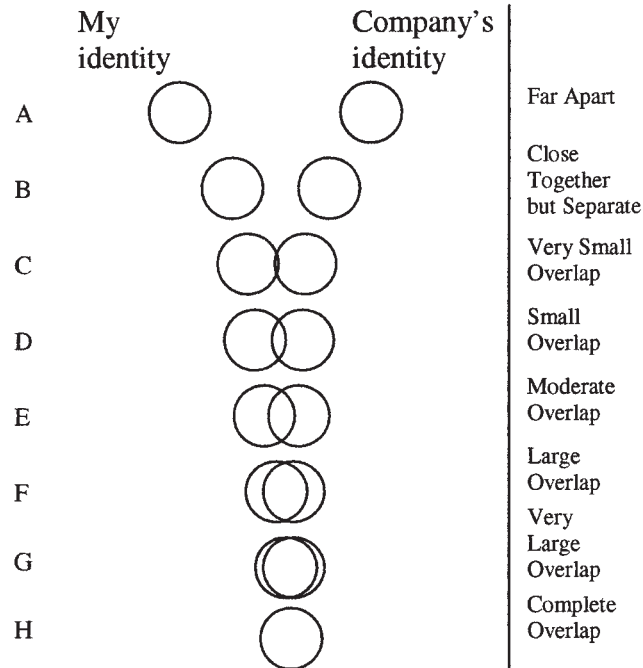 My
identity
Company's
identity
A
Far Apart
B
Close
Together
but Separate
C
Very Small
Overlap
D
Small
Overlap
E
Moderate
Overlap
F
Large
Overlap
G
Very
Large
Overlap
H
Complete
Overlap